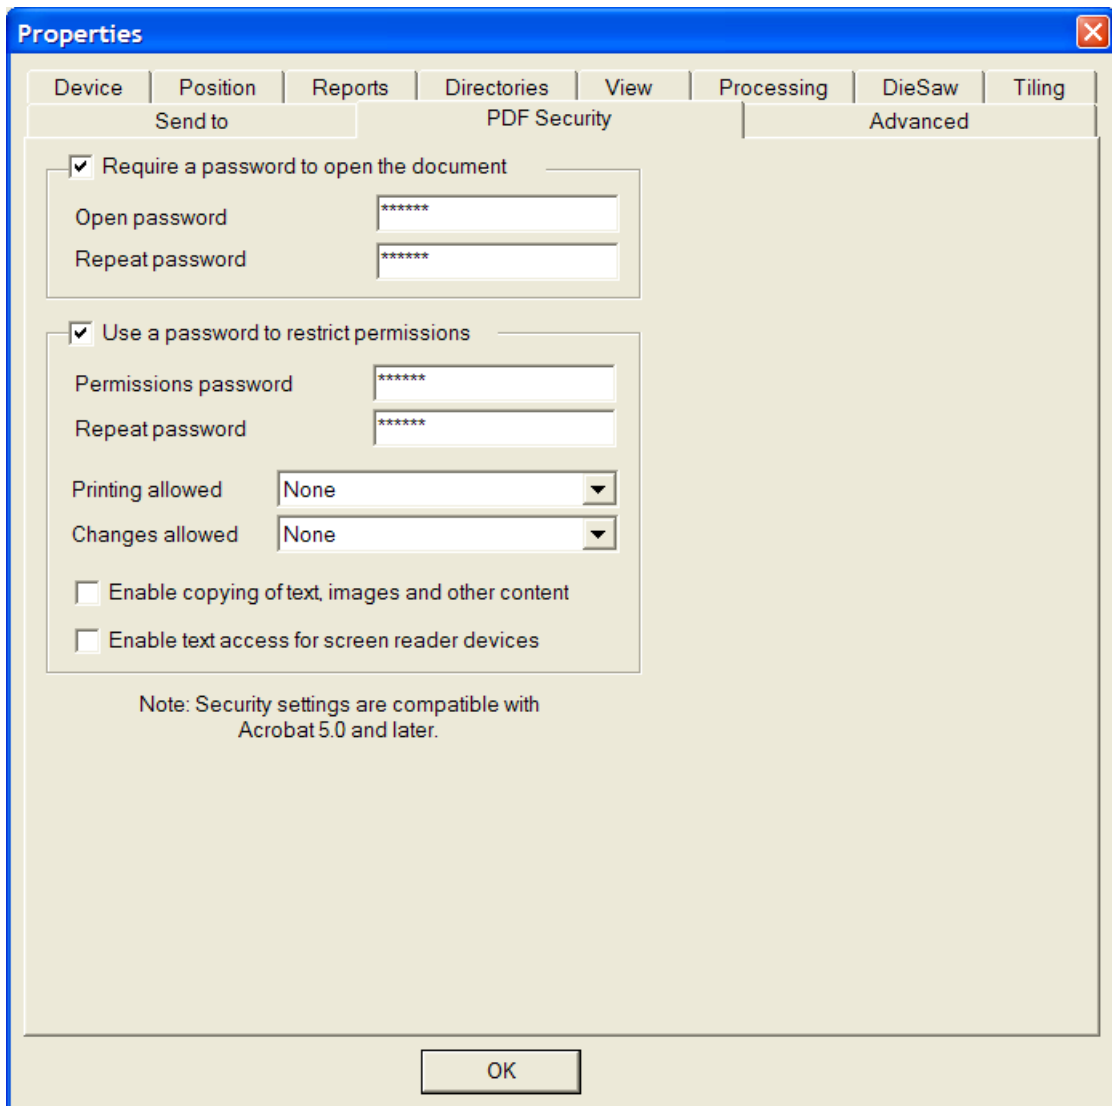 Properties
Device Position Reports Directories View Processing DieSaw Tiling
Send to PDF Security Advanced
Require a password to open the document
Open password ******
Repeat password ******
Use a password to restrict permissions
Permissions password ******
Repeat password ******
Printing allowed None
Changes allowed None
Enable copying of text, images and other content
Enable text access for screen reader devices
Note: Security settings are compatible with
Acrobat 5.0 and later.
OK